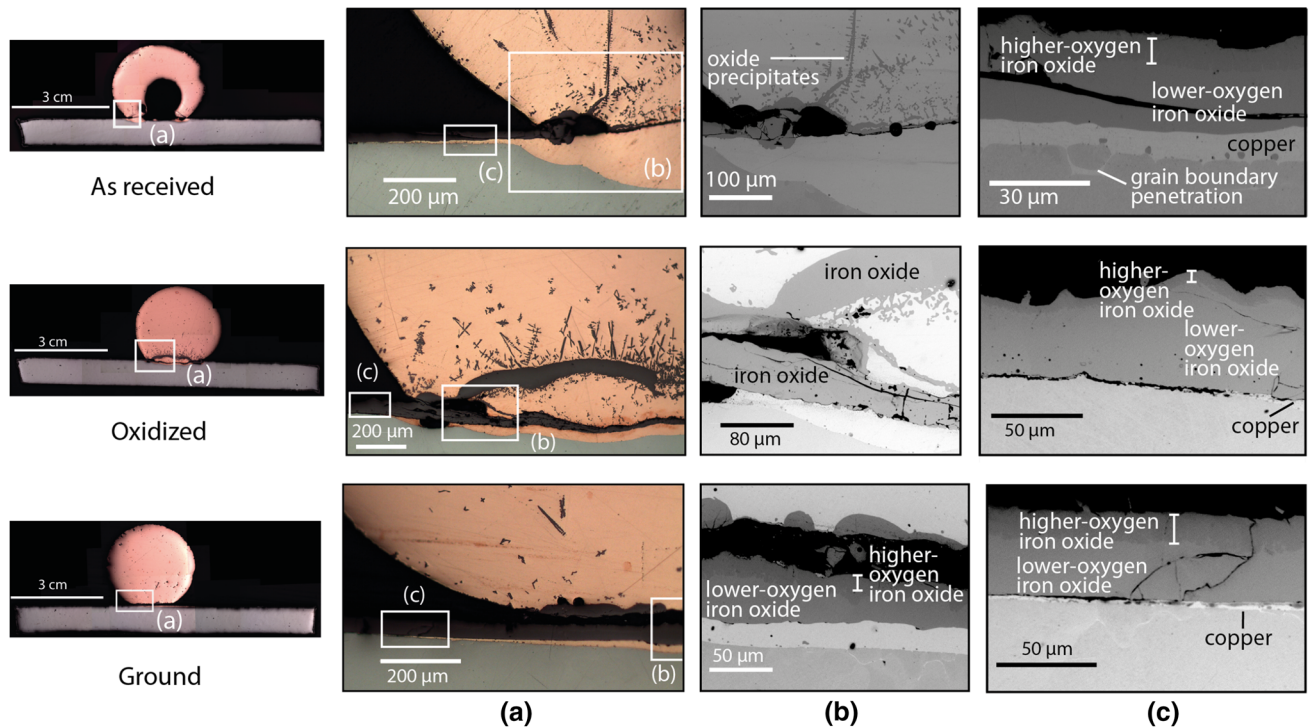 3 cm
(a)
As received
(c)
(b)
200 µm
oxide
precipitates
100 µm
higher-oxygen
iron oxide
lower-oxygen
iron oxide
copper
grain boundary
penetration
30 µm
3 cm
(a)
Oxidized
(c)
200 µm
(b)
iron oxide
iron oxide
80 µm
higher-
oxygen
iron oxide
lower-
oxygen
iron oxide
50 µm
copper
3 cm
(a)
Ground
(c)
200 µm
(b)
higher-
oxygen
iron oxide
lower-oxygen
iron oxide
50 µm
higher-oxygen
iron oxide
lower-oxygen
iron oxide
copper
50 µm
(a)
(b)
(c)